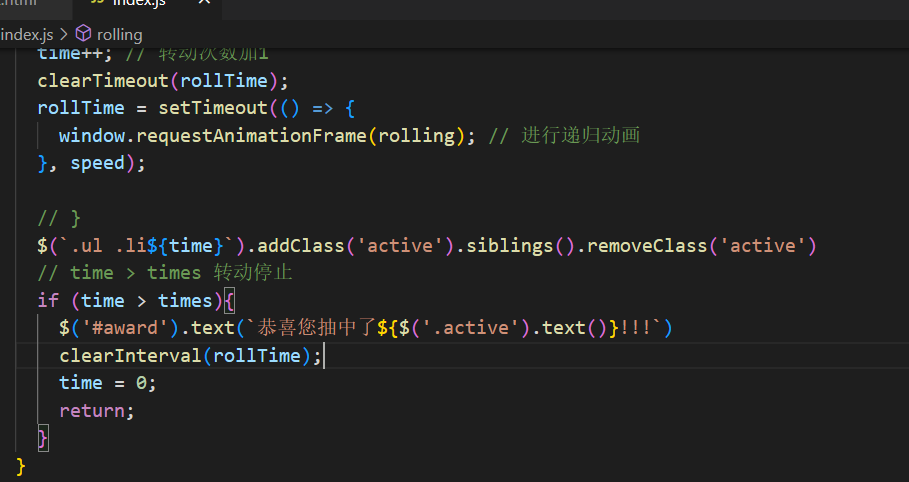 .html
index.js
index.js > rolling
time++; // 转动次数加1
clearTimeout(rollTime);
rollTime = setTimeout(() => {
window.requestAnimationFrame(rolling); // 进行递归动画
}, speed);
// }
$(`.ul .li${time}`).addClass('active').siblings().removeClass('active')
// time > times 转动停止
if (time > times){
$('#award').text(`恭喜您抽中了${$('.active').text()}!!!`)
clearInterval(rollTime);
time = 0;
return;
}
}